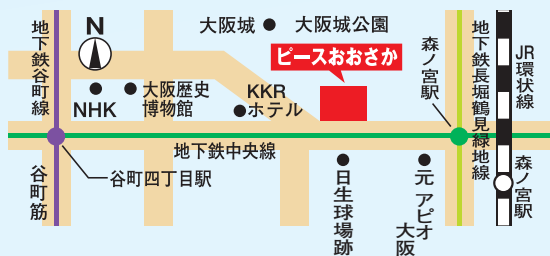 N
大阪城
大阪城公園
地下鉄谷町線
ピースおおさか
森ノ宮駅
地下鉄長堀鶴見緑地線
JR環状線
NHK
大阪歴史
博物館
KKR
ホテル
地下鉄中央線
谷町筋
谷町四丁目駅
日生球場跡
元 アピオ
大阪
森ノ宮駅